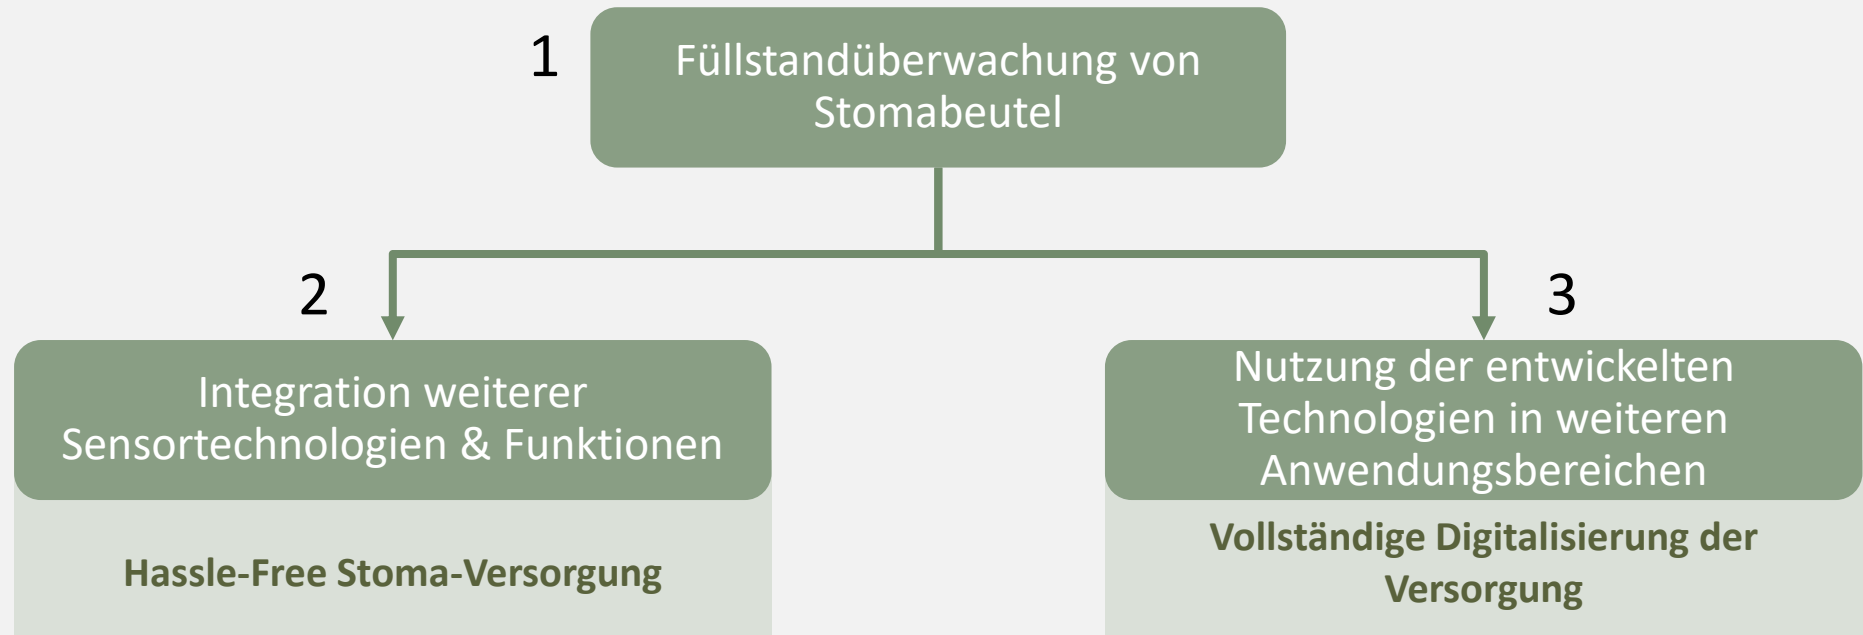 1
Füllstandüberwachung von
Stomabeutel
2
3
Integration weiterer
Sensortechnologien & Funktionen
Nutzung der entwickelten
Technologien in weiteren
Anwendungsbereichen
Hassle-Free Stoma-Versorgung
Vollständige Digitalisierung der
Versorgung